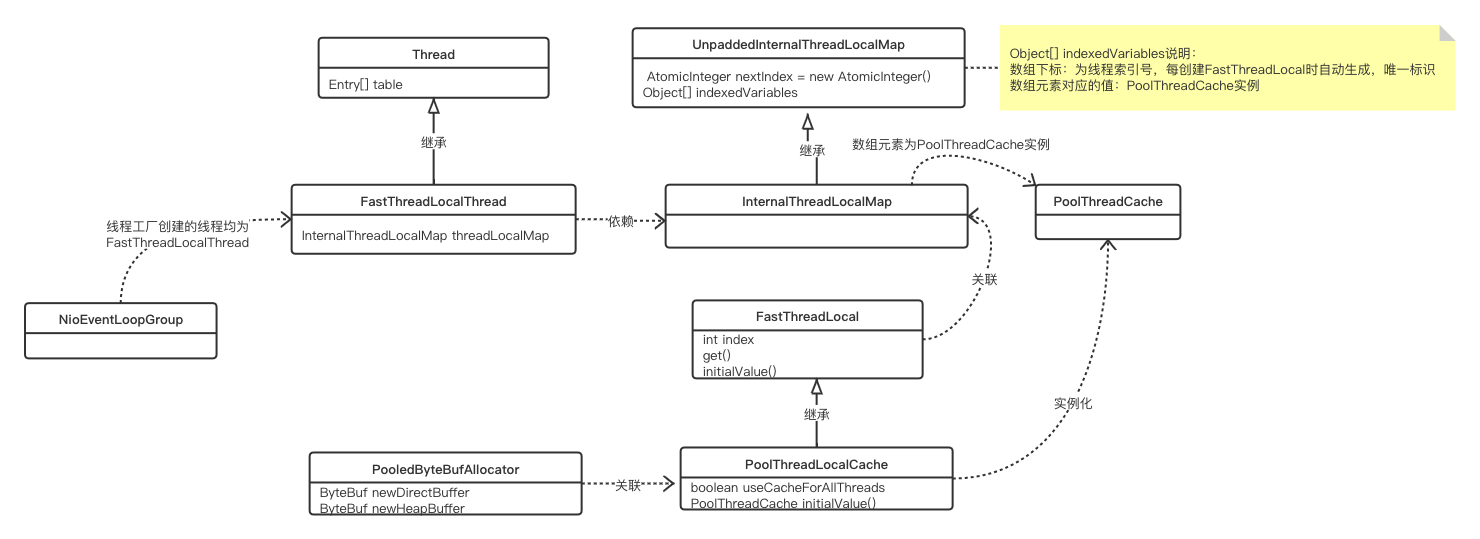 Thread
Entry[] table
UnpaddedInternalThreadLocalMap
AtomicInteger nextIndex = new AtomicInteger()
Object[] indexedVariables
Object[] indexedVariables说明：
数组下标：为线程索引号，每创建FastThreadLocal时自动生成，唯一标识
数组元素对应的值：PoolThreadCache实例
继承
继承
数组元素为PoolThreadCache实例
FastThreadLocalThread
InternalThreadLocalMap threadLocalMap
InternalThreadLocalMap
PoolThreadCache
线程工厂创建的线程均为
FastThreadLocalThread
依赖
关联
NioEventLoopGroup
FastThreadLocal
int index
get()
initialValue()
继承
实例化
PooledByteBufAllocator
ByteBuf newDirectBuffer
ByteBuf newHeapBuffer
关联
PoolThreadLocalCache
boolean useCacheForAllThreads
PoolThreadCache initialValue()